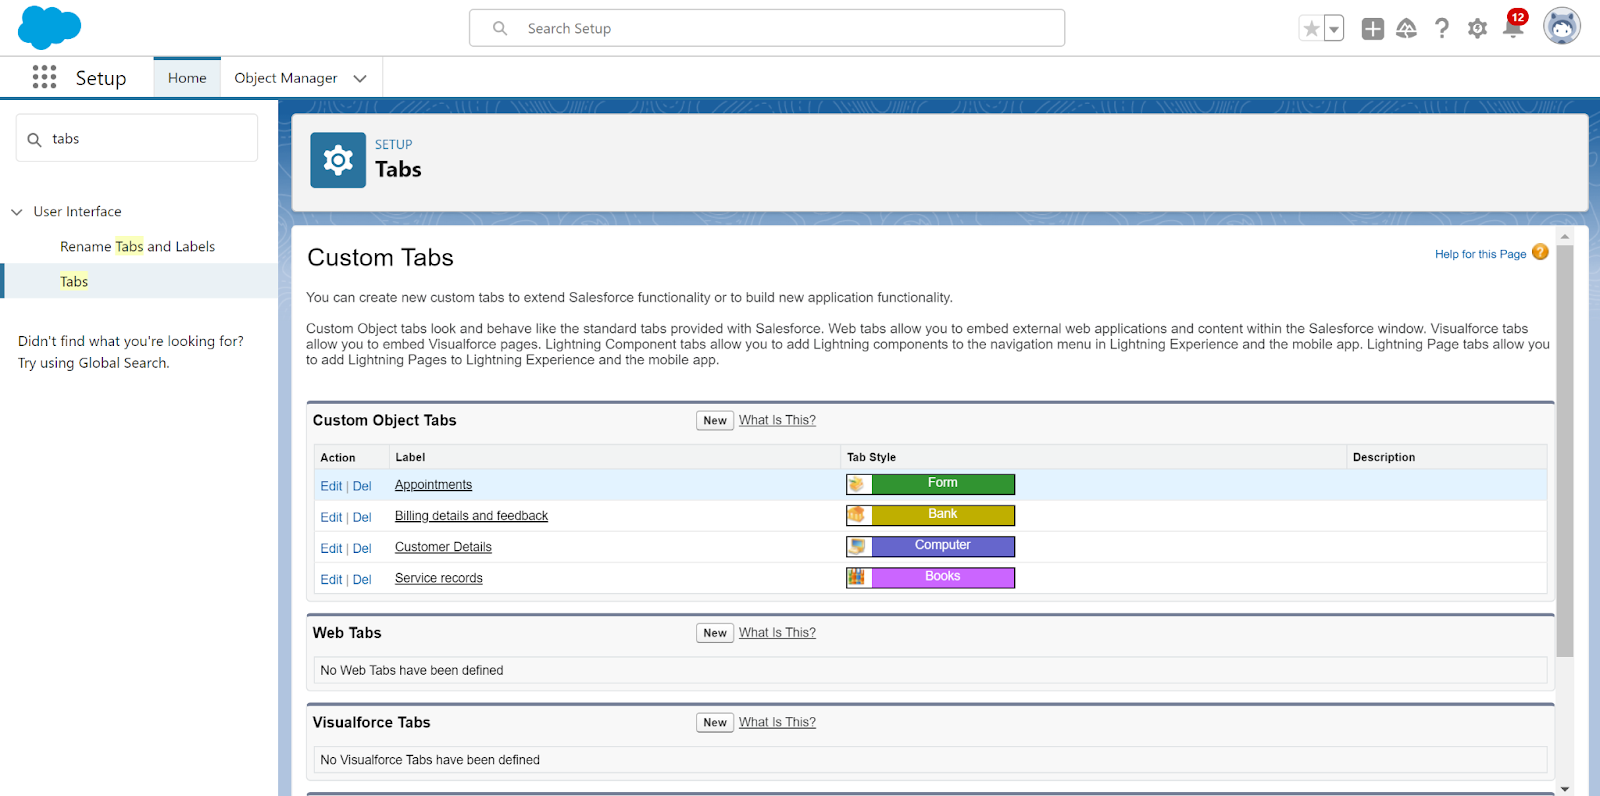 Search Setup
12
Setup
Home
Object Manager
tabs
User Interface
Rename Tabs and Labels
Tabs
Didn't find what you're looking for?
Try using Global Search.
SETUP
Tabs
Custom Tabs
Help for this Page ?
You can create new custom tabs to extend Salesforce functionality or to build new application functionality.
Custom Object tabs look and behave like the standard tabs provided with Salesforce. Web tabs allow you to embed external web applications and content within the Salesforce window. Visualforce tabs
allow you to embed Visualforce pages. Lightning Component tabs allow you to add Lightning components to the navigation menu in Lightning Experience and the mobile app. Lightning Page tabs allow you
to add Lightning Pages to Lightning Experience and the mobile app.
Custom Object Tabs New What Is This?
Action Label Tab Style Description
Edit | Del Appointments Form
Edit | Del Billing details and feedback Bank
Edit | Del Customer Details Computer
Edit | Del Service records Books
Web Tabs New What Is This?
No Web Tabs have been defined
Visualforce Tabs New What Is This?
No Visualforce Tabs have been defined